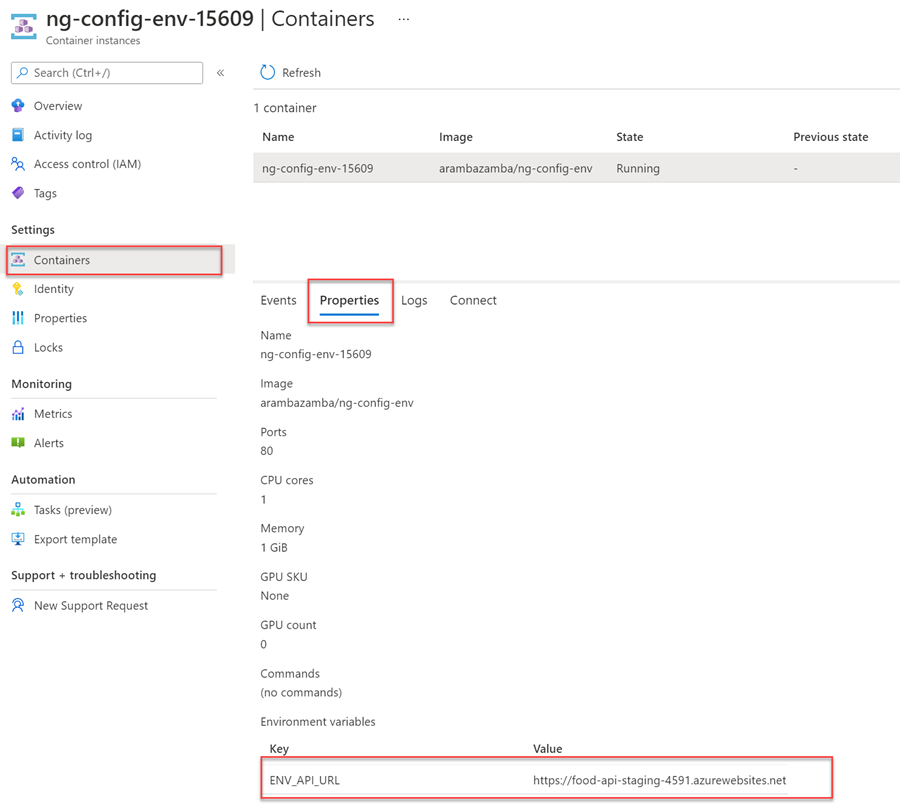 ng-config-env-15609 | Containers ...
Container instances
Search (Ctrl+/) «
Overview
Activity log
Access control (IAM)
Tags
Settings
Containers
Identity
Properties
Locks
Monitoring
Metrics
Alerts
Automation
Tasks (preview)
Export template
Support + troubleshooting
New Support Request
Refresh
1 container
Name Image State Previous state
ng-config-env-15609 arambazamba/ng-config-env Running -
Events Properties Logs Connect
Name
ng-config-env-15609
Image
arambazamba/ng-config-env
Ports
80
CPU cores
1
Memory
1 GiB
GPU SKU
None
GPU count
0
Commands
(no commands)
Environment variables
Key Value
ENV_API_URL https://food-api-staging-4591.azurewebsites.net